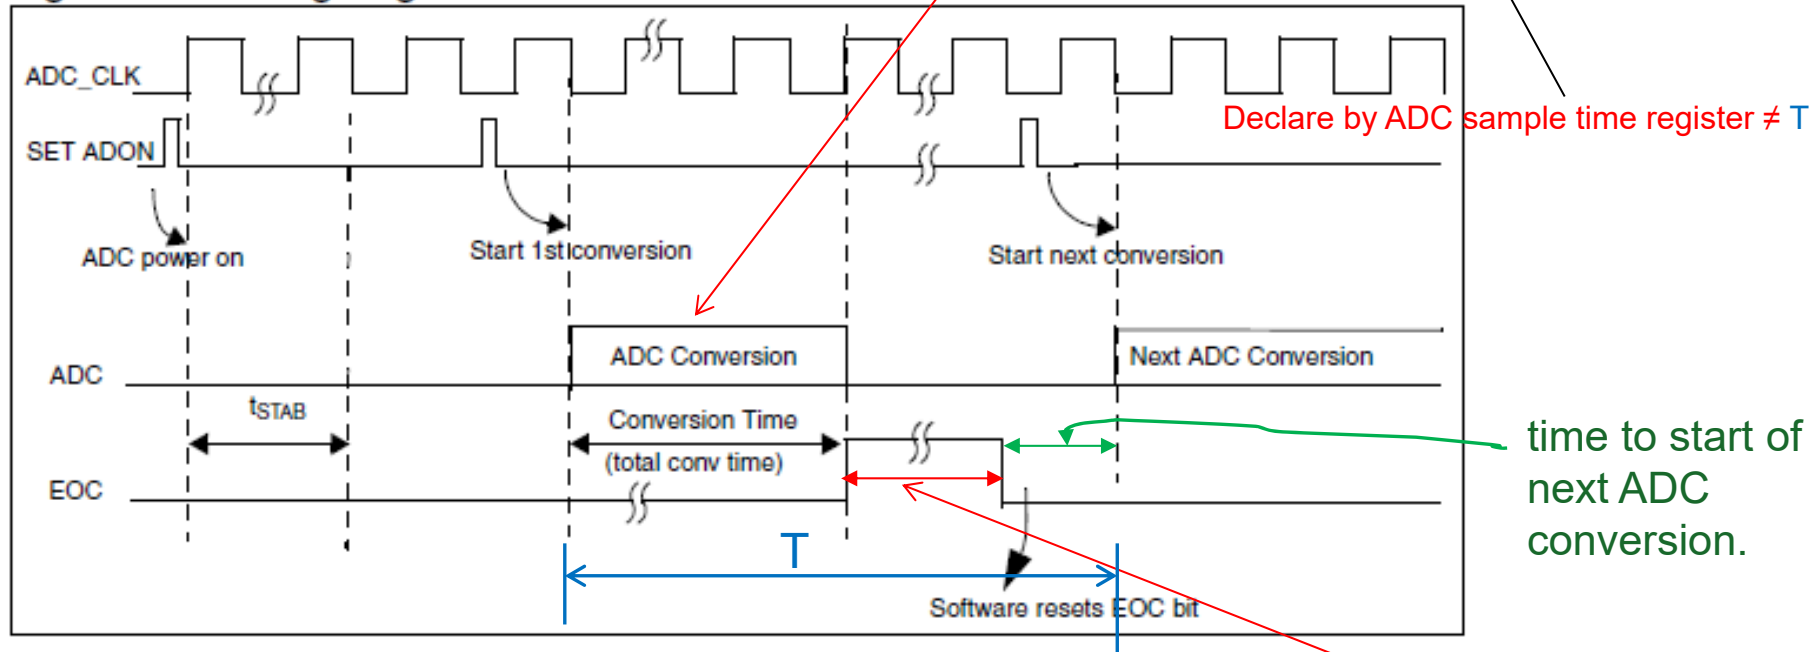 ADC_CLK
Declare by ADC sample time register ≠ T
SET ADON
ADC power on
Start 1st conversion
Start next conversion
ADC Conversion
Next ADC Conversion
ADC
tSTAB
Conversion Time
(total conv time)
EOC
time to start of
next ADC
conversion.
T
Software resets EOC bit